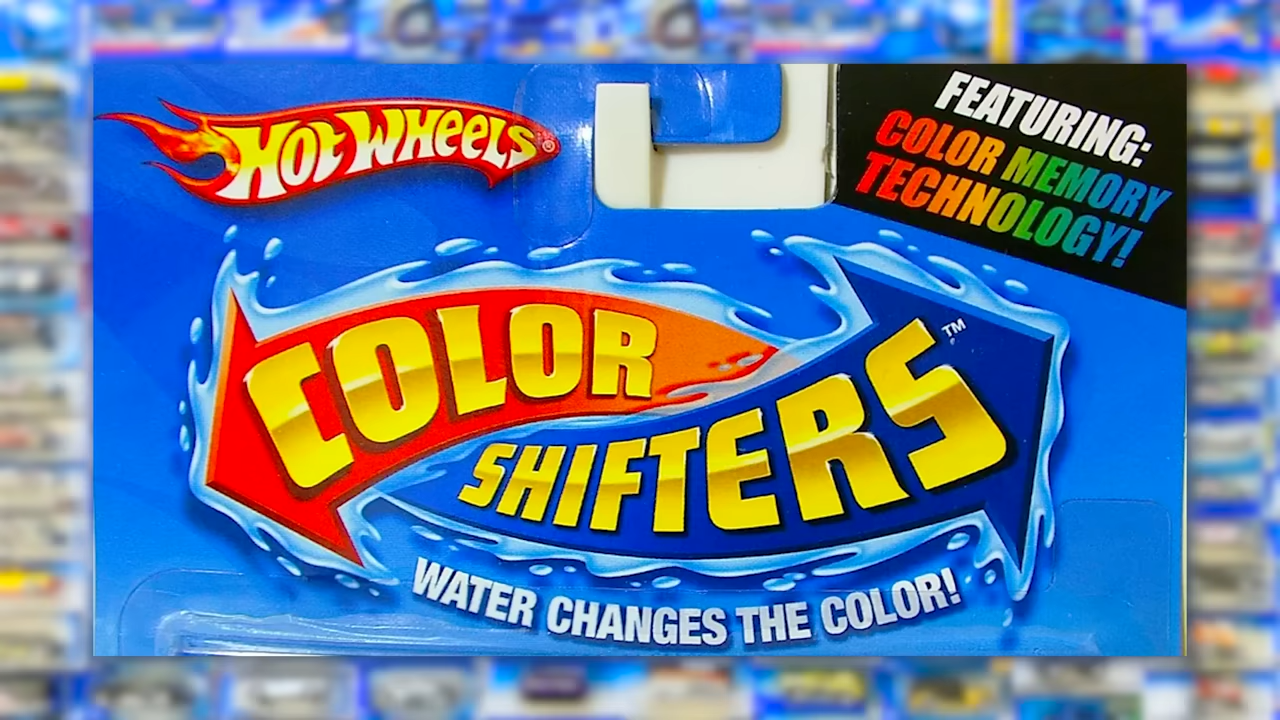 HOT WHEELS®
FEATURING:
COLOR MEMORY
TECHNOLOGY!
COLOR
SHIFTERS™
WATER CHANGES THE COLOR!